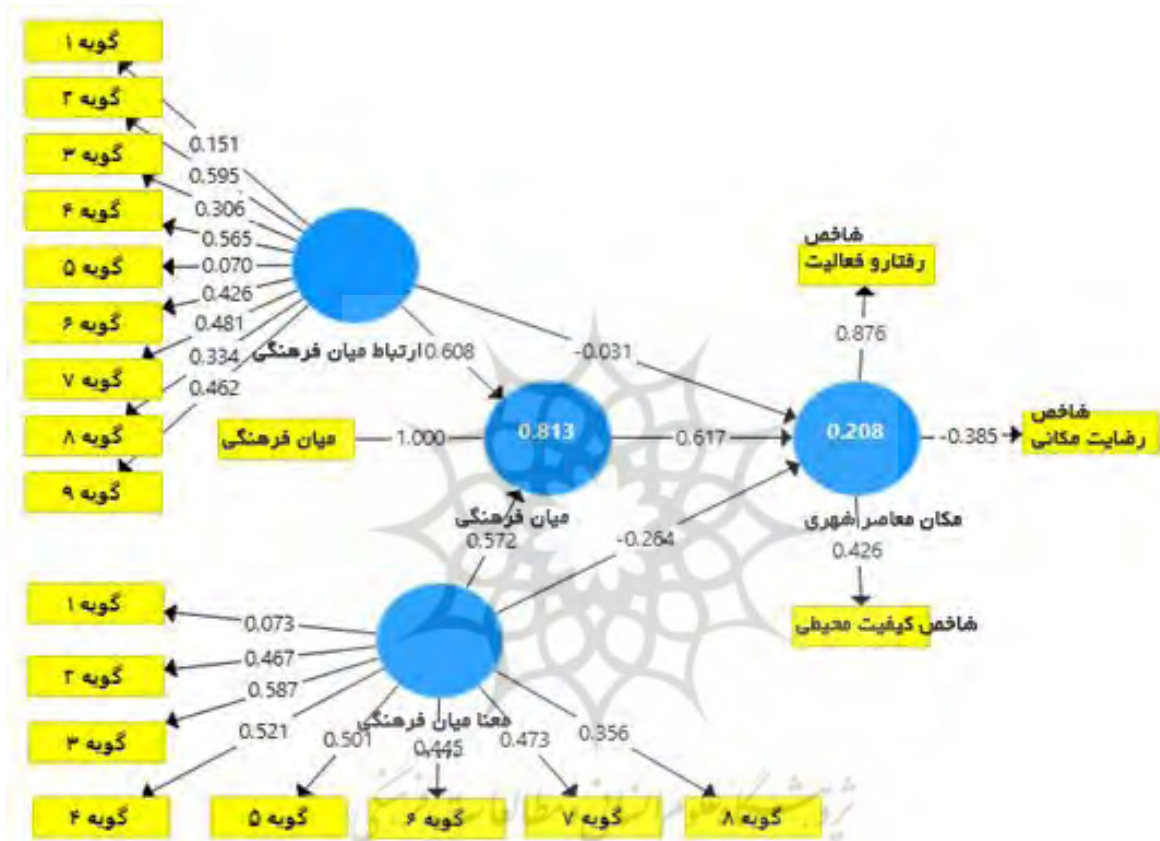 گویه ۱
گویه ۲
گویه ۳
گویه ۴
گویه ۵
گویه ۶
گویه ۷
گویه ۸
گویه ۹
0.151
0.595
0.306
0.565
0.070
0.426
0.481
0.334
0.462
ارتباط میان فرهنگی
0.608
-0.031
میان فرهنگی
1.000
0.813
میان فرهنگی
0.617
0.208
مکان معاصر شهری
شاخص
رفتارو فعالیت
0.876
شاخص
رضایت مکانی
-0.385
0.426
شاخص کیفیت محیطی
0.572
-0.264
معنا میان فرهنگی
گویه ۱
0.073
گویه ۲
0.467
گویه ۳
0.587
0.521
0.501
0.445
0.473
0.356
گویه ۴
گویه ۵
گویه ۶
گویه ۷
گویه ۸
پژوهشگاه علوم انسانی و مطالعات فرهنگی